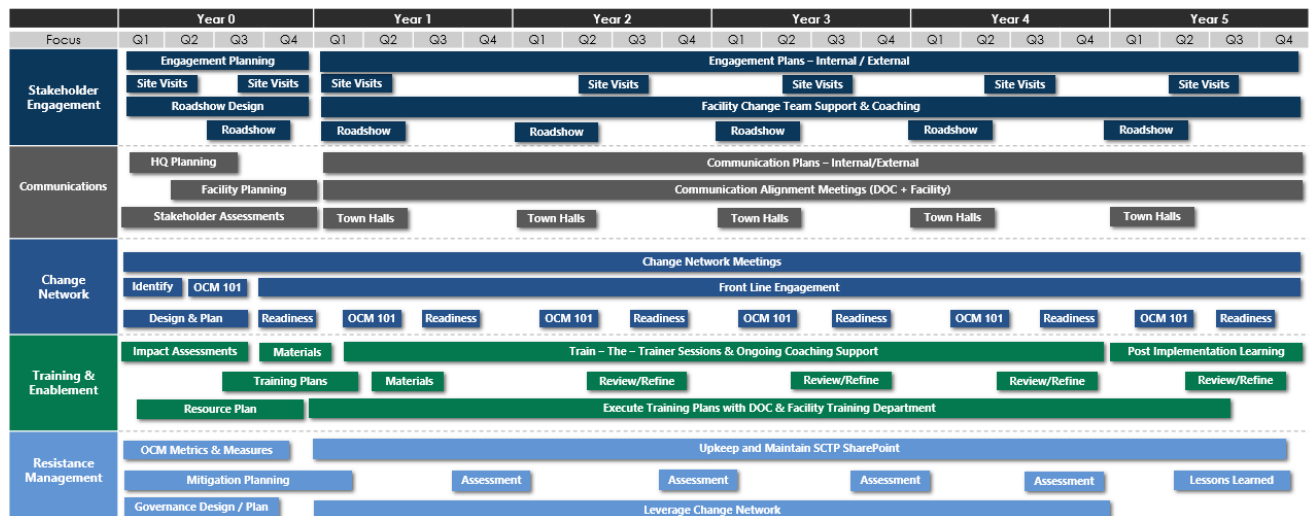 Year 0 Year 1 Year 2 Year 3 Year 4 Year 5
Focus Q1 Q2 Q3 Q4 Q1 Q2 Q3 Q4 Q1 Q2 Q3 Q4 Q1 Q2 Q3 Q4 Q1 Q2 Q3 Q4 Q1 Q2 Q3 Q4
Stakeholder
Engagement
Engagement Planning Engagement Plans – Internal / External
Site Visits Site Visits Site Visits Site Visits Site Visits Site Visits Site Visits
Roadshow Design Facility Change Team Support & Coaching
Roadshow Roadshow Roadshow Roadshow Roadshow Roadshow
Communications
HQ Planning Communication Plans – Internal/External
Facility Planning Communication Alignment Meetings (DOC + Facility)
Stakeholder Assessments Town Halls Town Halls Town Halls Town Halls Town Halls
Change
Network
Change Network Meetings
Identify OCM 101 Front Line Engagement
Design & Plan Readiness OCM 101 Readiness OCM 101 Readiness OCM 101 Readiness OCM 101 Readiness OCM 101 Readiness
Training &
Enablement
Impact Assessments Materials Train – The – Trainer Sessions & Ongoing Coaching Support Post Implementation Learning
Training Plans Materials Review/Refine Review/Refine Review/Refine Review/Refine
Resource Plan Execute Training Plans with DOC & Facility Training Department
Resistance
Management
OCM Metrics & Measures Upkeep and Maintain SCTP SharePoint
Mitigation Planning Assessment Assessment Assessment Assessment Lessons Learned
Governance Design / Plan Leverage Change Network